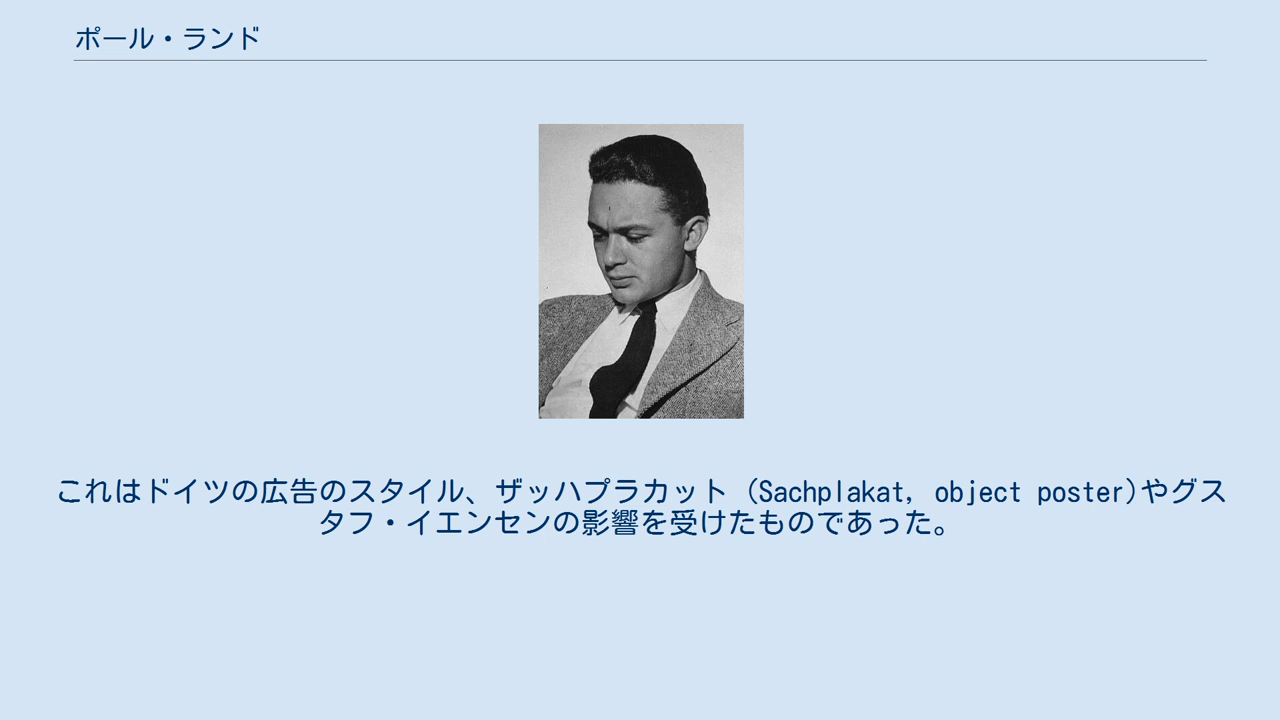 ポール・ランド
これはドイツの広告のスタイル、ザッハプラカット (Sachplakat, object poster)やグス
タフ・イエンセンの影響を受けたものであった。